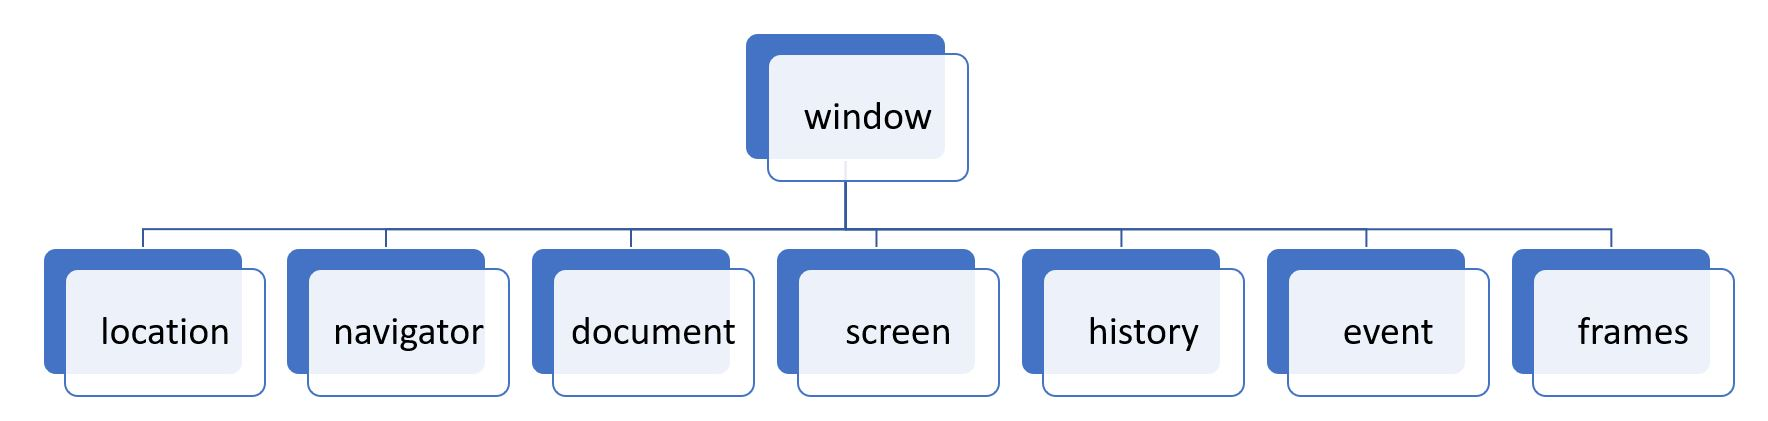 window
location
navigator
document
screen
history
event
frames